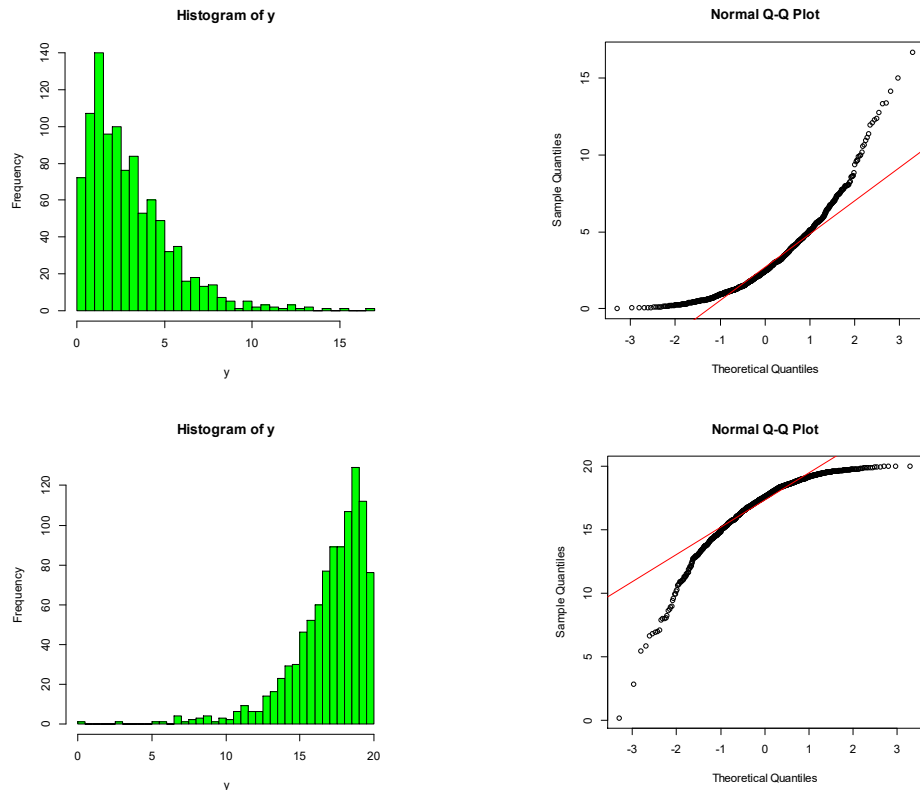 Histogram of y
Frequency
0 20 40 60 80 100 120 140
0 5 10 15
y
Normal Q-Q Plot
Sample Quantiles
0 5 10 15
-3 -2 -1 0 1 2 3
Theoretical Quantiles
Histogram of y
Frequency
0 20 40 60 80 100 120
0 5 10 15 20
y
Normal Q-Q Plot
Sample Quantiles
0 5 10 15 20
-3 -2 -1 0 1 2 3
Theoretical Quantiles